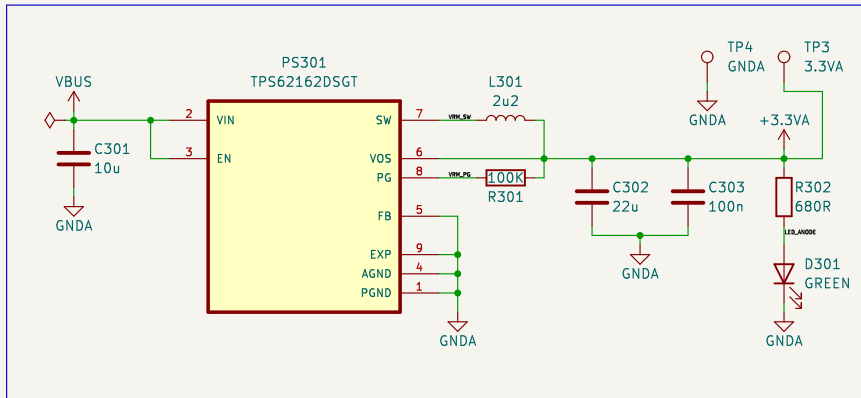 PS301
TPS62162DSGT
VBUS
2
VIN
3
EN
C301
10u
GNDA
SW
7
VRM_SW
L301
2u2
VOS
6
PG
8
VRM_PG
100K
R301
FB
5
EXP
9
AGND
4
PGND
1
GNDA
C302
22u
C303
100n
GNDA
TP4
GNDA
GNDA
TP3
3.3VA
+3.3VA
R302
680R
LED_ANODE
D301
GREEN
GNDA